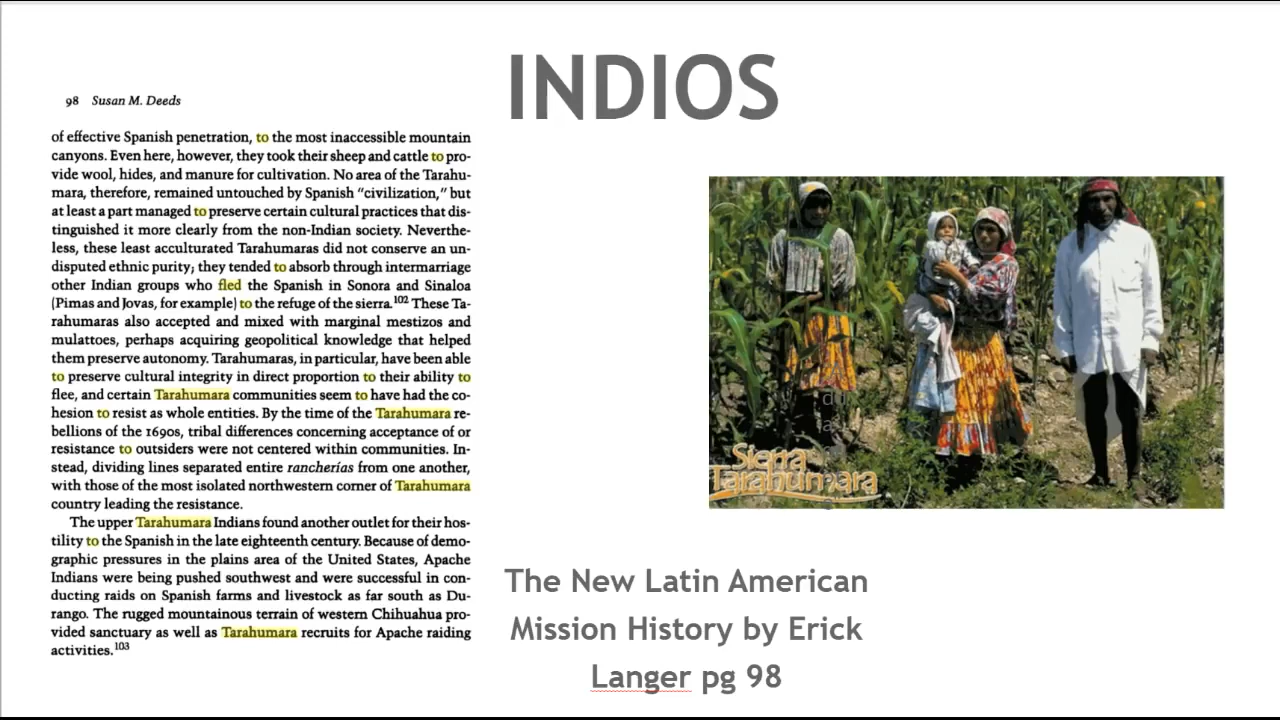 INDIOS
98 Susan M. Deeds
of effective Spanish penetration, to the most inaccessible mountain
canyons. Even here, however, they took their sheep and cattle to pro-
vide wool, hides, and manure for cultivation. No area of the Tarahu-
mara, therefore, remained untouched by Spanish “civilization,” but
at least a part managed to preserve certain cultural practices that dis-
tinguished it more clearly from the non-Indian society. Neverthe-
less, these least acculturated Tarahumaras did not conserve an un-
disputed ethnic purity; they tended to absorb through intermarriage
other Indian groups who fled the Spanish in Sonora and Sinaloa
(Pimas and Jovas, for example) to the refuge of the sierra.102 These Ta-
rahumaras also accepted and mixed with marginal mestizos and
mulattoes, perhaps acquiring geopolitical knowledge that helped
them preserve autonomy. Tarahumaras, in particular, have been able
to preserve cultural integrity in direct proportion to their ability to
flee, and certain Tarahumara communities seem to have had the co-
hesion to resist as whole entities. By the time of the Tarahumara re-
bellions of the 1690s, tribal differences concerning acceptance of or
resistance to outsiders were not centered within communities. In-
stead, dividing lines separated entire rancherías from one another,
with those of the most isolated northwestern corner of Tarahumara
country leading the resistance.
The upper Tarahumara Indians found another outlet for their hos-
tility to the Spanish in the late eighteenth century. Because of demo-
graphic pressures in the plains area of the United States, Apache
Indians were being pushed southwest and were successful in con-
ducting raids on Spanish farms and livestock as far south as Du-
rango. The rugged mountainous terrain of western Chihuahua pro-
vided sanctuary as well as Tarahumara recruits for Apache raiding
activities.103
Sierra
Tarahumara
The New Latin American
Mission History by Erick
Langer pg 98